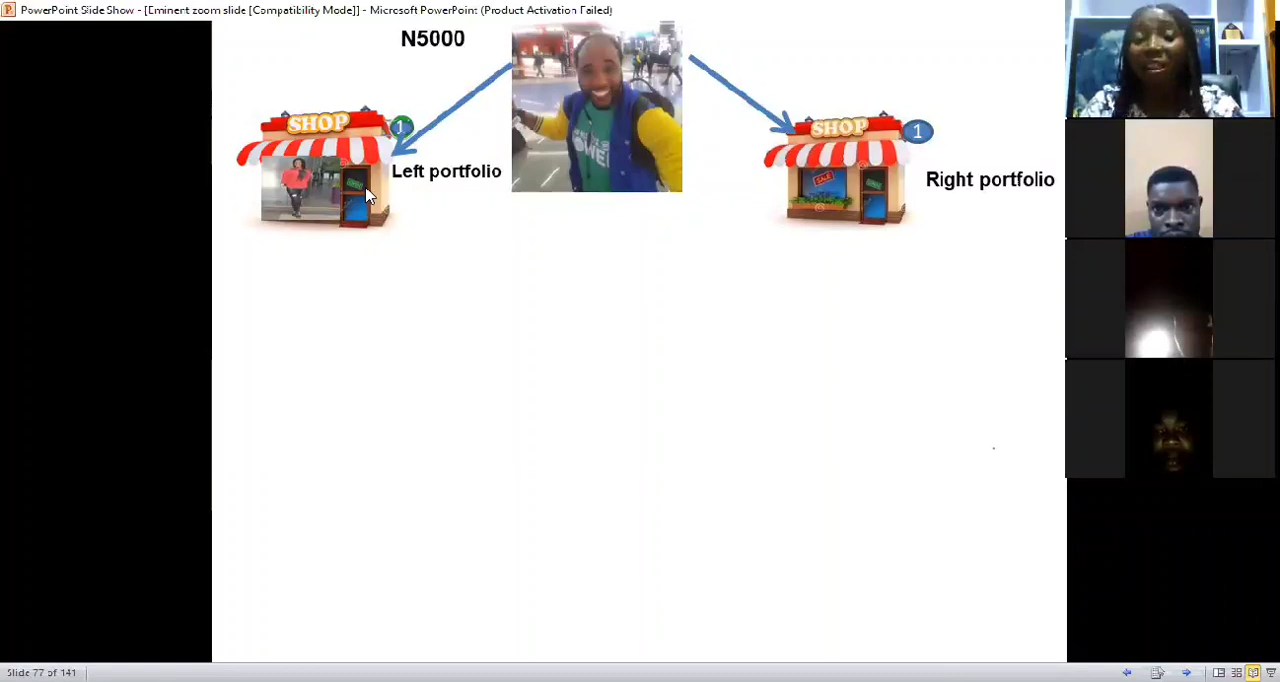 PowerPoint Slide Show - [Eminent zoom slide [Compatibility Mode]] - Microsoft PowerPoint (Product Activation Failed)
N5000
SHOP
1
Left portfolio
SHOP
1
SALE
Right portfolio
Slide 77 of 141